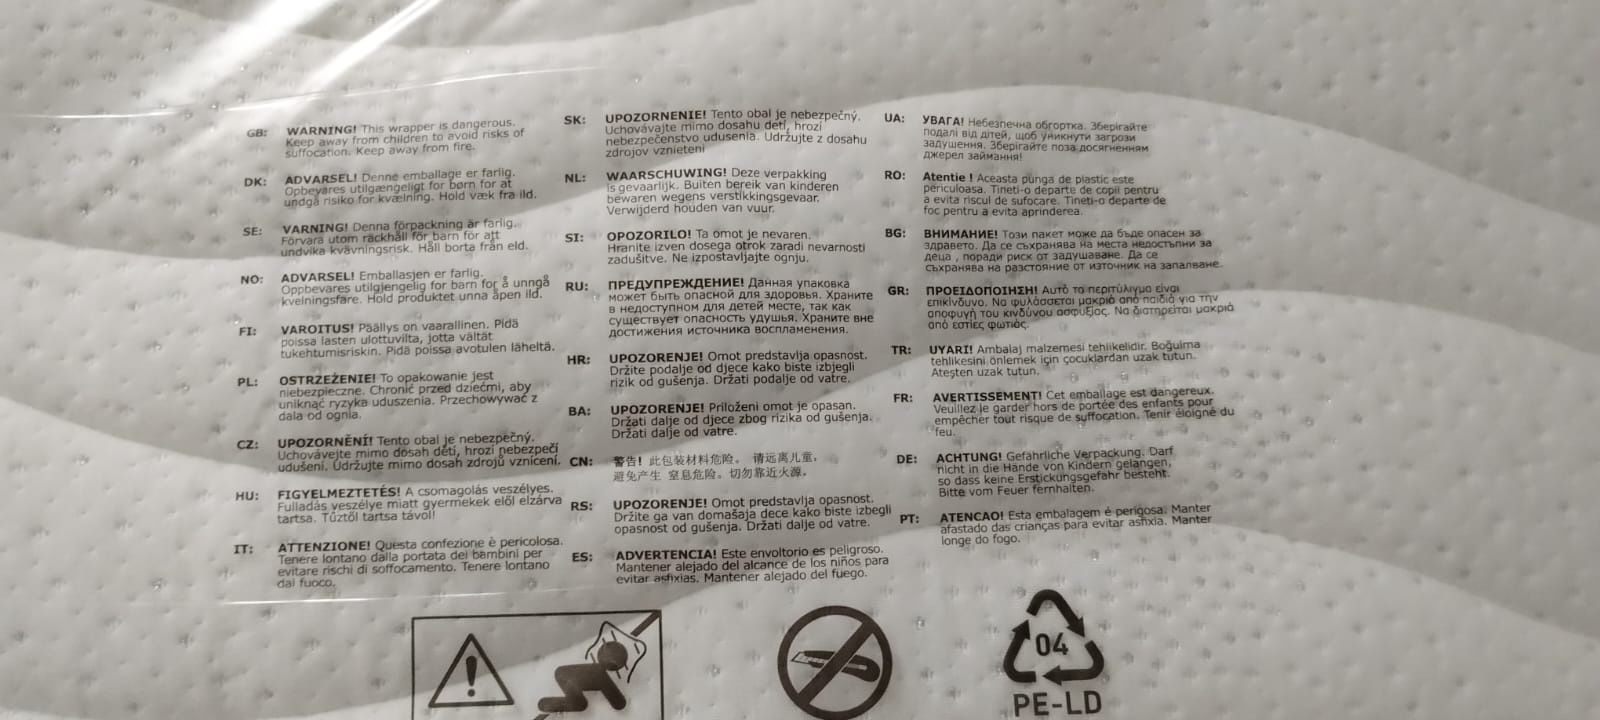 GB: WARNING! This wrapper is dangerous.
Keep away from children to avoid risks of
suffocation. Keep away from fire.
DK: ADVARSEL! Denne emballage er farlig.
Opbevares utilgængeligt for børn for at
undgå risiko for kvælning. Hold væk fra ild.
SE: VARNING! Denna förpackning är farlig.
Förvara utom räckhåll för barn för att
undvika kvävningsrisk. Håll borta från eld.
NO: ADVARSEL! Emballasjen er farlig.
Oppbevares utilgjengelig for barn for å unngå
kvelningsfare. Hold produktet unna åpen ild.
FI: VAROITUS! Päällys on vaarallinen. Pidä
poissa lasten ulottuvilta, jotta vältät
tukehtumisriskin. Pidä poissa avotulen läheltä.
PL: OSTRZEŻENIE! To opakowanie jest
niebezpieczne. Chronić przed dziećmi, aby
uniknąć ryzyka uduszenia. Przechowywać z
dala od ognia.
CZ: UPOZORNĚNÍ! Tento obal je nebezpečný.
Uchovávejte mimo dosah dětí, hrozí nebezpečí
udušení. Udržujte mimo dosah zdrojů vznícení.
HU: FIGYELMEZTETÉS! A csomagolás veszélyes.
Fulladás veszélye miatt gyermekek elől elzárva
tartsa. Tűztől tartsa távol!
IT: ATTENZIONE! Questa confezione è pericolosa.
Tenere lontano dalla portata dei bambini per
evitare rischi di soffocamento. Tenere lontano
dal fuoco.
SK: UPOZORNENIE! Tento obal je nebezpečný.
Uchovávajte mimo dosahu detí, hrozí
nebezpečenstvo udusenia. Udržujte z dosahu
zdrojov vznietení
NL: WAARSCHUWING! Deze verpakking
is gevaarlijk. Buiten bereik van kinderen
bewaren wegens verstikkingsgevaar.
Verwijderd houden van vuur.
SI: OPOZORILO! Ta omot je nevaren.
Hranite izven dosega otrok zaradi nevarnosti
zadušitve. Ne izpostavljajte ognju.
RU: ПРЕДУПРЕЖДЕНИЕ! Данная упаковка
может быть опасной для здоровья. Храните
в недоступном для детей месте, так как
существует опасность удушья. Храните вне
достижения источника воспламенения.
HR: UPOZORENJE! Omot predstavlja opasnost.
Držite podalje od djece kako biste izbjegli
rizik od gušenja. Držati podalje od vatre.
BA: UPOZORENJE! Priloženi omot je opasan.
Držati dalje od djece zbog rizika od gušenja.
Držati dalje od vatre.
CN: 警告! 此包装材料危险。 请远离儿童,
避免产生 窒息危险。切勿靠近火源。
RS: UPOZORENJE! Omot predstavlja opasnost.
Držite ga van domašaja dece kako biste izbegli
opasnost od gušenja. Držati dalje od vatre.
ES: ADVERTENCIA! Este envoltorio es peligroso.
Mantener alejado del alcance de los niños para
evitar asfixias. Mantener alejado del fuego.
UA: УВАГА! Небезпечна обгортка. Зберігайте
подалі від дітей, щоб уникнути загрози
задушення. Зберігайте поза досягненням
джерел займання!
RO: Atentie ! Aceasta punga de plastic este
periculoasa. Tineti-o departe de copii pentru
a evita riscul de sufocare. Tineti-o departe de
foc pentru a evita aprinderea.
BG: ВНИМАНИЕ! Този пакет може да бъде опасен за
здравето. Да се съхранява на места недостъпни за
деца , поради риск от задушаване. Да се
съхранява на разстояние от източник на запалване.
GR: ΠΡΟΕΙΔΟΠΟΙΗΣΗ! Αυτό το περιτύλιγμα είναι
επικίνδυνο. Να φυλάσσεται μακριά από παιδιά για την
αποφυγή του κινδύνου ασφυξίας. Να διατηρείται μακριά
από εστίες φωτιάς.
TR: UYARI! Ambalaj malzemesi tehlikelidir. Boğulma
tehlikesini önlemek için çocuklardan uzak tutun.
Ateşten uzak tutun.
FR: AVERTISSEMENT! Cet emballage est dangereux.
Veuillez le garder hors de portée des enfants pour
empêcher tout risque de suffocation. Tenir éloigné du
feu.
DE: ACHTUNG! Gefährliche Verpackung. Darf
nicht in die Hände von Kindern gelangen,
so dass keine Erstickungsgefahr besteht.
Bitte vom Feuer fernhalten.
PT: ATENCAO! Esta embalagem é perigosa. Manter
afastado das crianças para evitar asfixia. Manter
longe do fogo.
04
PE-LD